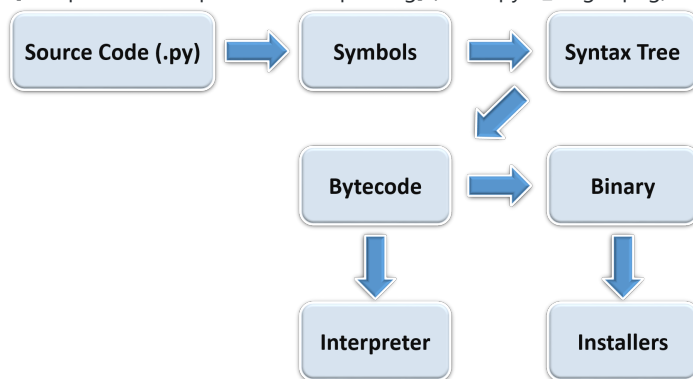 Source Code (.py)
Symbols
Syntax Tree
Bytecode
Binary
Interpreter
Installers